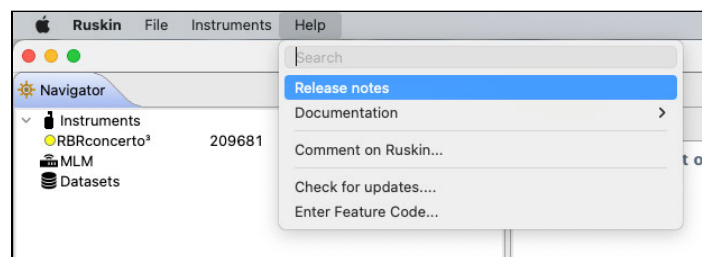 Ruskin File Instruments Help
Search
Navigator
Release notes
Instruments
Documentation
RBRconcerto³ 209681
Comment on Ruskin...
MLM
Datasets
Check for updates....
Enter Feature Code...